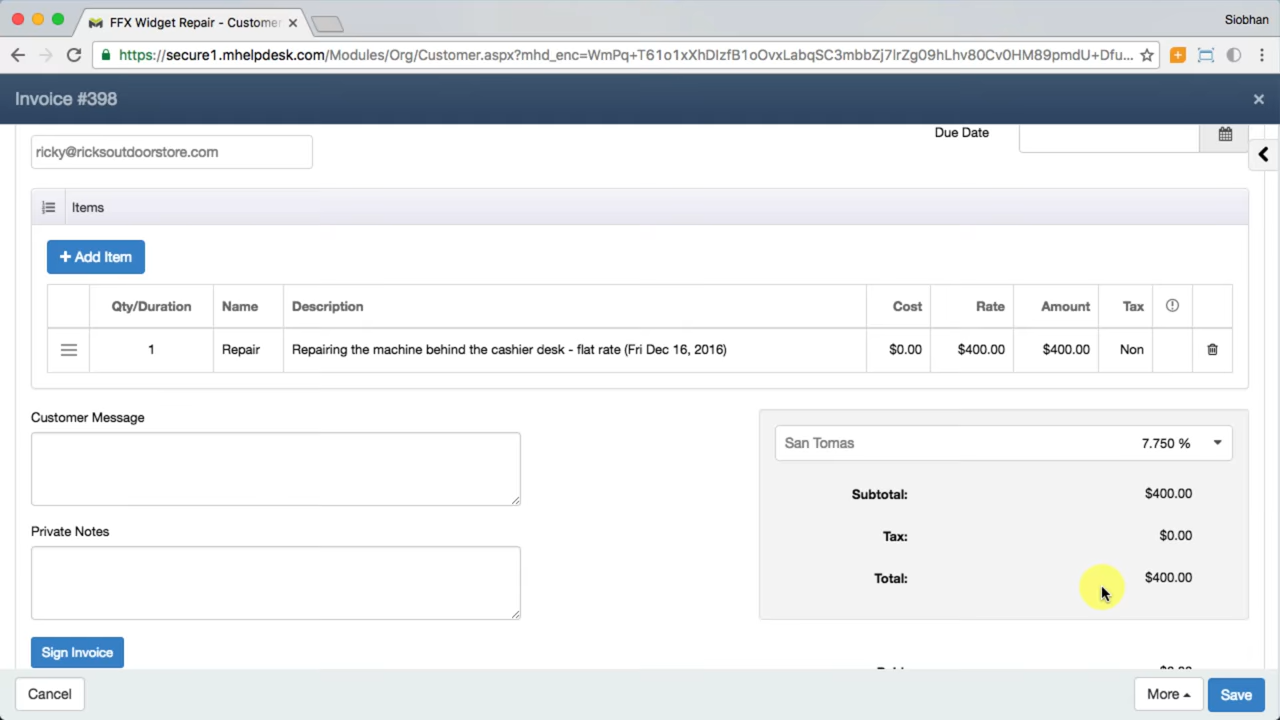 FFX Widget Repair - Customer
Siobhan
https://secure1.mhelpdesk.com/Modules/Org/Customer.aspx?mhd_enc=WmPq+T61o1xXhDIzfB1oOvxLabqSC3mbbZj7lrZg09hLhv80Cv0HM89pmdU+Dfu...
Invoice #398
Due Date
ricky@ricksoutdoorstore.com
Items
+ Add Item
Qty/Duration Name Description Cost Rate Amount Tax
1 Repair Repairing the machine behind the cashier desk - flat rate (Fri Dec 16, 2016) $0.00 $400.00 $400.00 Non
Customer Message
San Tomas 7.750 %
Subtotal: $400.00
Private Notes
Tax: $0.00
Total: $400.00
Sign Invoice
Cancel More Save